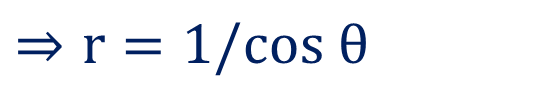 ⇒ r = 1/cos θ